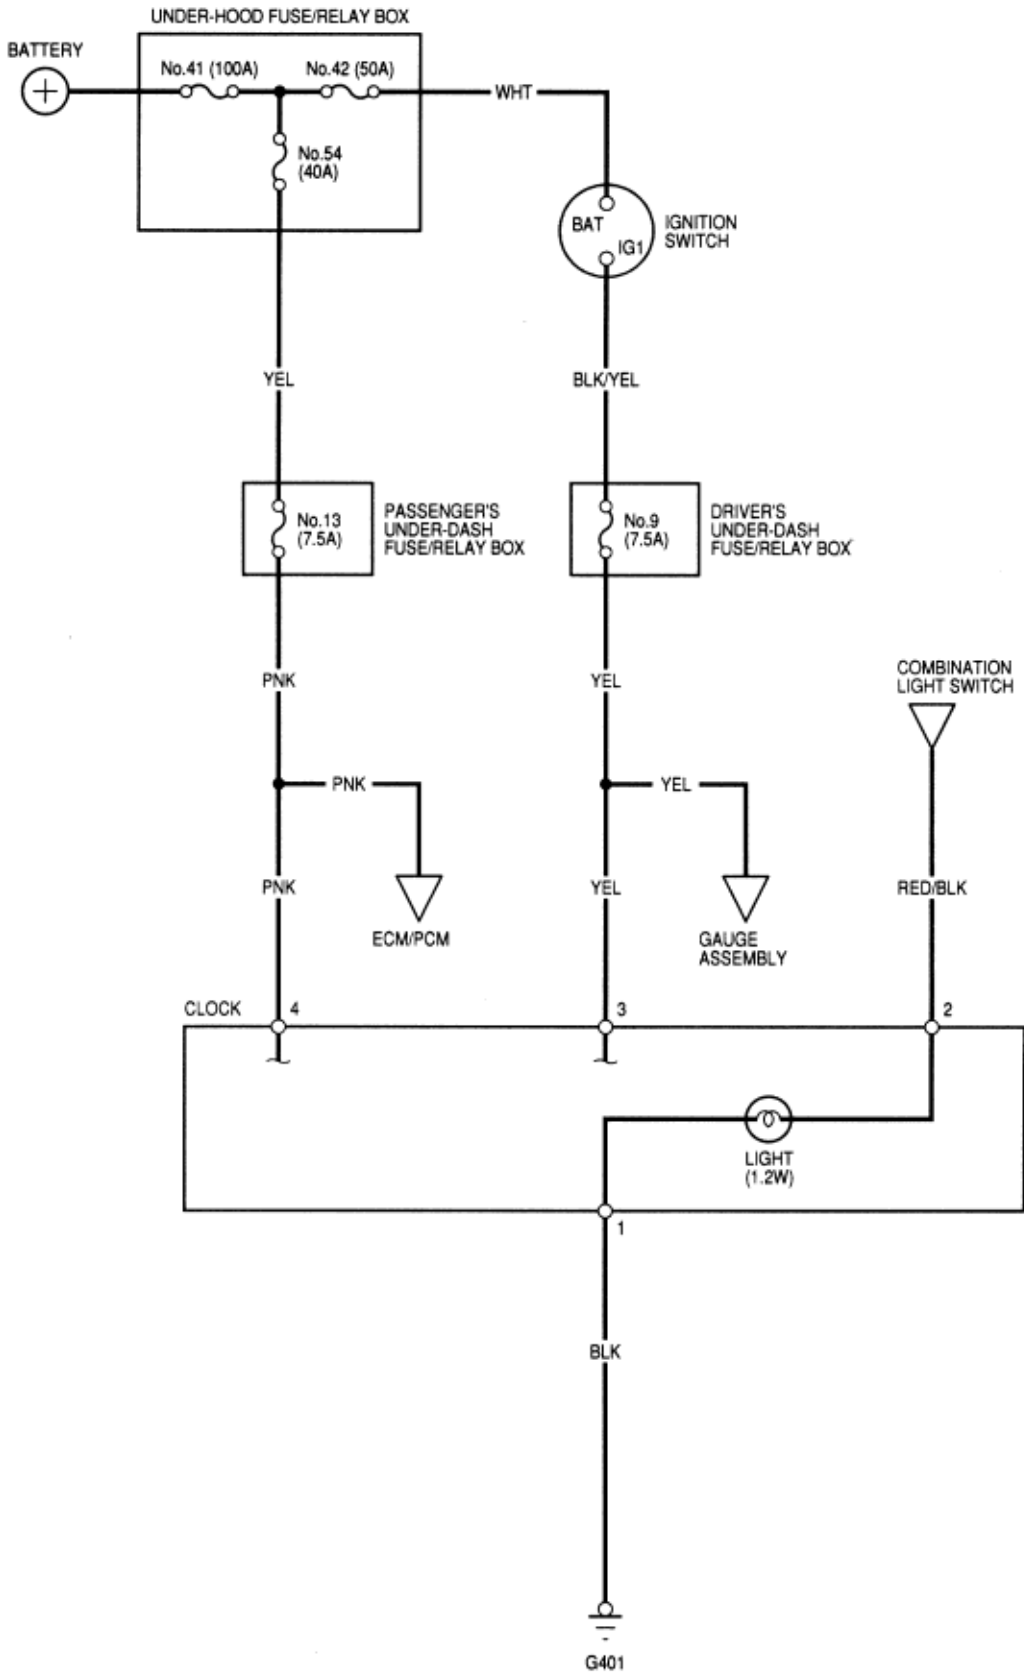 UNDER-HOOD FUSE/RELAY BOX
BATTERY
No.41 (100A)
No.42 (50A)
WHT
No.54
(40A)
BAT
IG1
IGNITION
SWITCH
YEL
BLK/YEL
No.13
(7.5A)
PASSENGER'S
UNDER-DASH
FUSE/RELAY BOX
No.9
(7.5A)
DRIVER'S
UNDER-DASH
FUSE/RELAY BOX
PNK
YEL
COMBINATION
LIGHT SWITCH
PNK
YEL
PNK
YEL
RED/BLK
ECM/PCM
GAUGE
ASSEMBLY
CLOCK
4
3
2
LIGHT
(1.2W)
1
BLK
G401